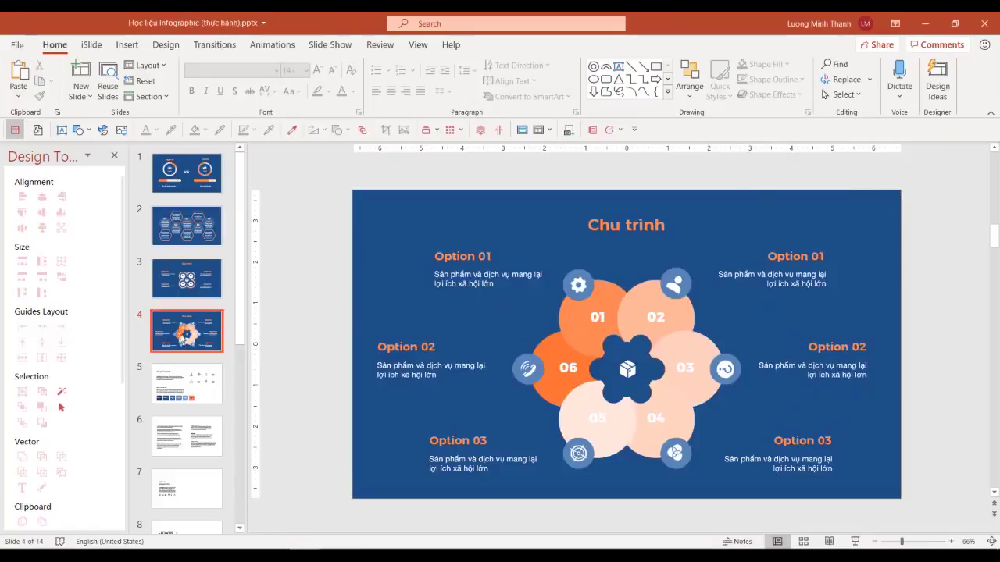 Học liệu Infographic (thực hành).pptx
Search
Luong Minh Thanh
LM
File
Home
iSlide
Insert
Design
Transitions
Animations
Slide Show
Review
View
Help
Share
Comments
Paste
New
Slide
Reuse
Slides
Layout
Reset
Section
14
Text Direction
Align Text
Convert to SmartArt
Arrange
Quick
Styles
Shape Fill
Shape Outline
Shape Effects
Find
Replace
Select
Dictate
Design
Ideas
Clipboard
Slides
Font
Paragraph
Drawing
Editing
Voice
Designer
Design To...
Alignment
Size
Guides Layout
Selection
Vector
Clipboard
1
2
3
4
5
6
7
8
Chu trình
Option 01
Sản phẩm và dịch vụ mang lại
lợi ích xã hội lớn
Option 01
Sản phẩm và dịch vụ mang lại
lợi ích xã hội lớn
01
02
Option 02
Sản phẩm và dịch vụ mang lại
lợi ích xã hội lớn
06
03
Option 02
Sản phẩm và dịch vụ mang lại
lợi ích xã hội lớn
05
04
Option 03
Sản phẩm và dịch vụ mang lại
lợi ích xã hội lớn
Option 03
Sản phẩm và dịch vụ mang lại
lợi ích xã hội lớn
Slide 4 of 14
English (United States)
Notes
66%